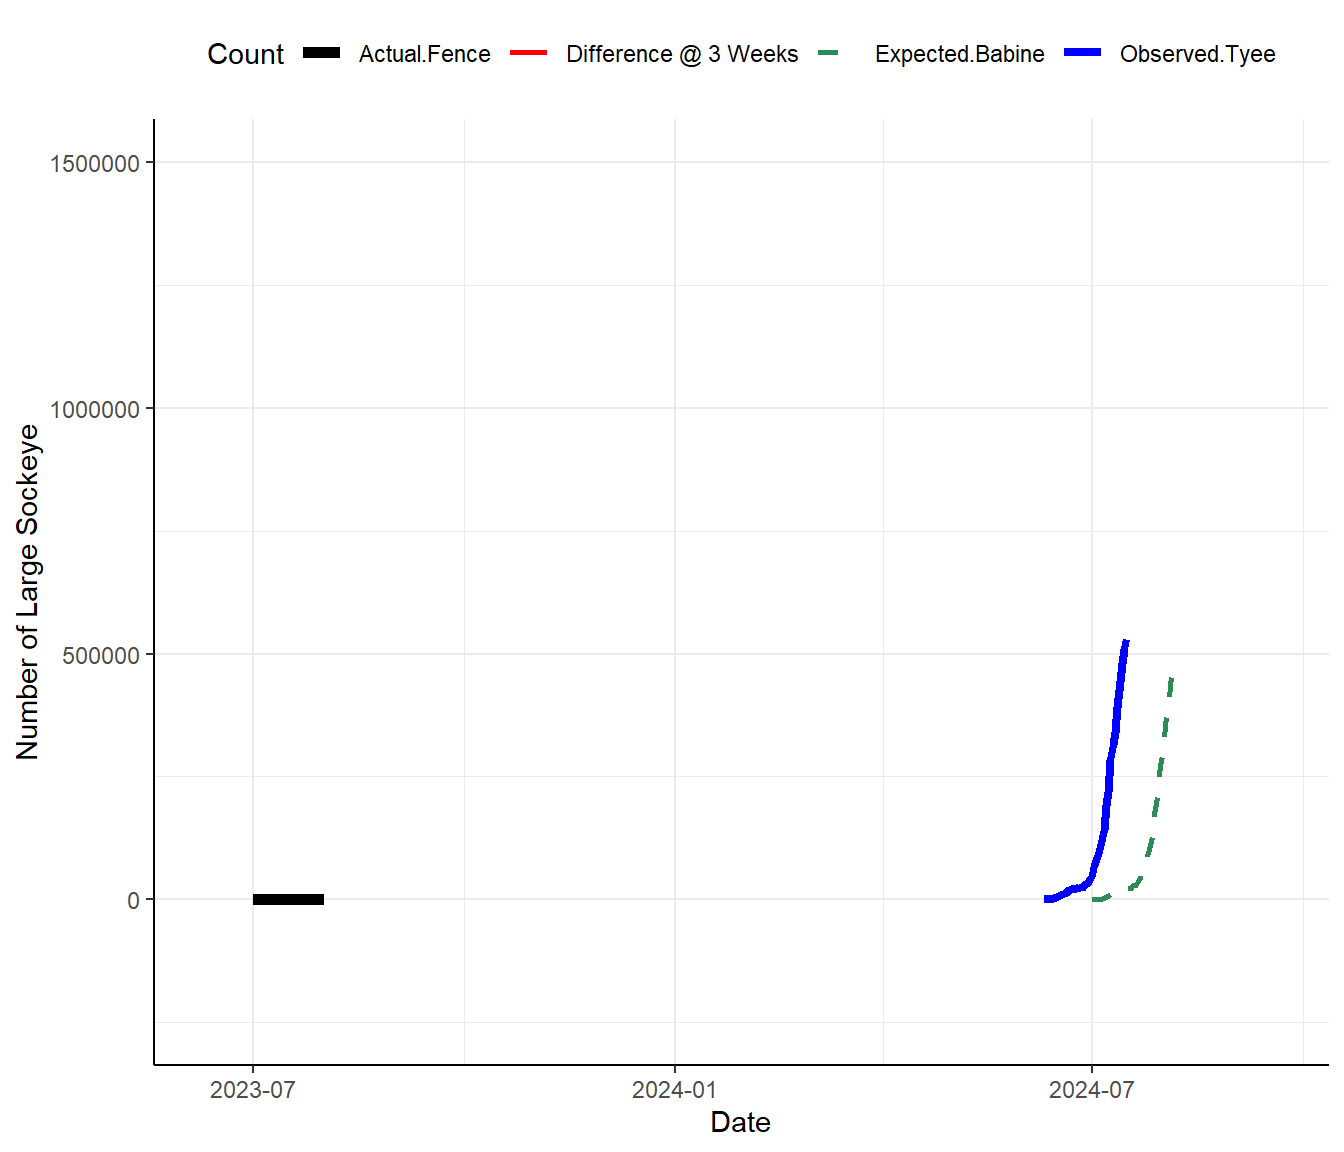 Count Actual.Fence Difference @ 3 Weeks Expected.Babine Observed.Tyee
1500000
1000000
500000
0
Number of Large Sockeye
2023-07 2024-01 2024-07
Date